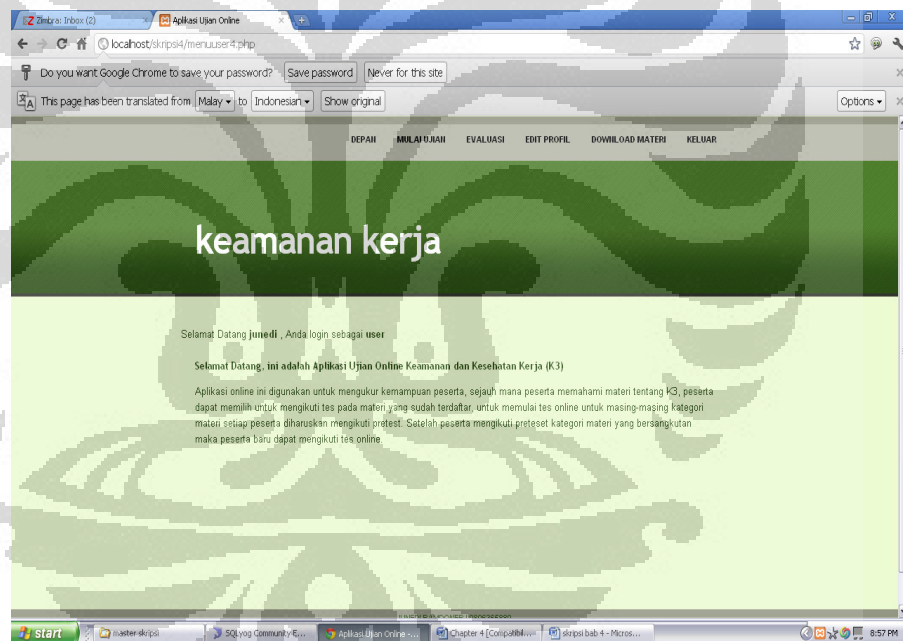 Zimbra: Inbox (2)
Aplikasi Ujian Online
localhost/skripsi4/menuuser4.php
Do you want Google Chrome to save your password? Save password Never for this site
This page has been translated from Malay to Indonesian Show original Options
DEPAN MULAI UJIAN EVALUASI EDIT PROFIL DOWNLOAD MATERI KELUAR
keamanan kerja
Selamat Datang junedi , Anda login sebagai user
Selamat Datang, ini adalah Aplikasi Ujian Online Keamanan dan Kesehatan Kerja (K3)
Aplikasi online ini digunakan untuk mengukur kemampuan peserta, sejauh mana peserta memahami materi tentang K3, peserta
dapat memilih untuk mengikuti tes pada materi yang sudah terdaftar, untuk memulai tes online untuk masing-masing kategori
materi setiap peserta diharuskan mengikuti pretest. Setelah peserta mengikuti preteset kategori materi yang bersangkutan
maka peserta baru dapat mengikuti tes online.
start master skripsi SQLyog Community E... Aplikasi Ujian Online -... Chapter 4 [Compatibil... skripsi bab 4 - Micros... 8:57 PM